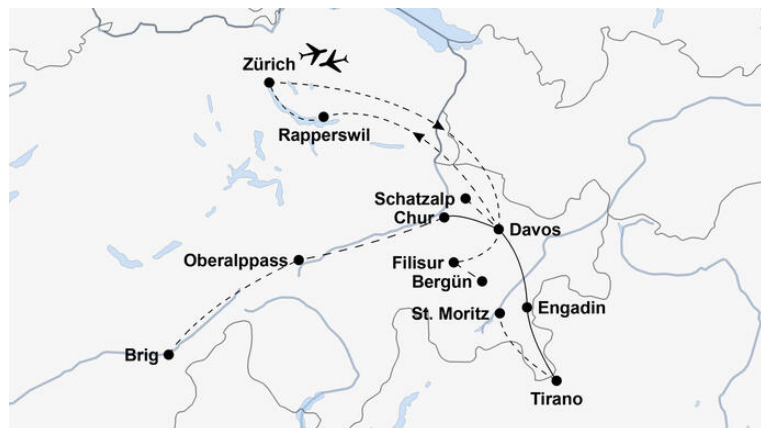 Zürich
Rapperswil
Schatzalp
Chur
Davos
Oberalppass
Filisur
Bergün
St. Moritz
Engadin
Brig
Tirano